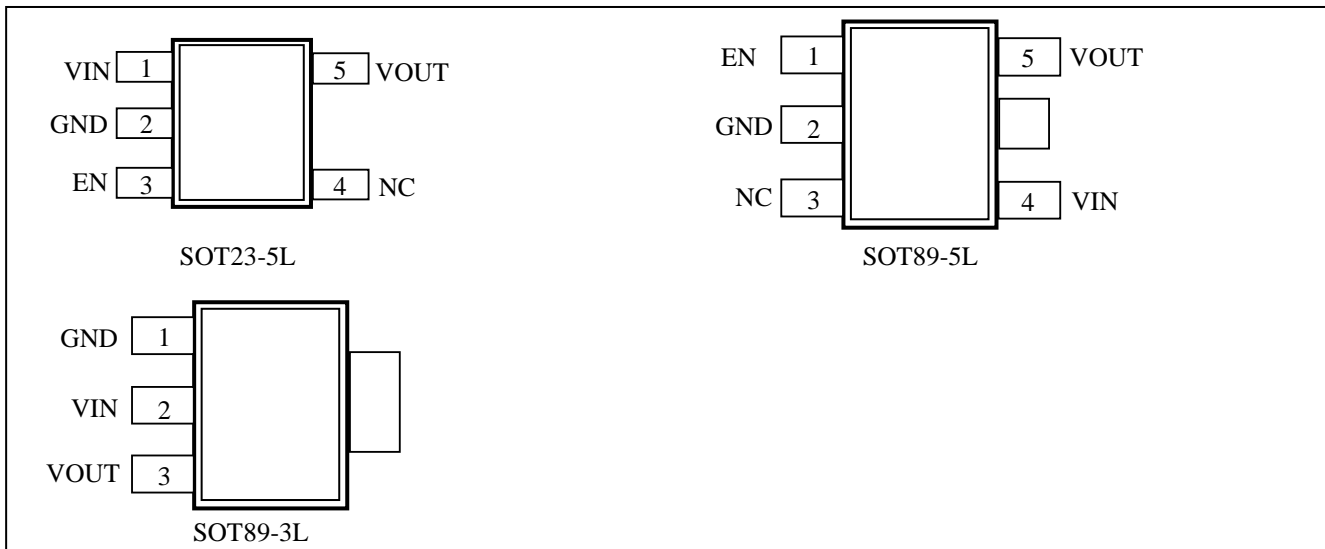 VIN 1 5 VOUT
GND 2
EN 3 4 NC
SOT23-5L
EN 1 5 VOUT
GND 2
NC 3 4 VIN
SOT89-5L
GND 1
VIN 2
VOUT 3
SOT89-3L